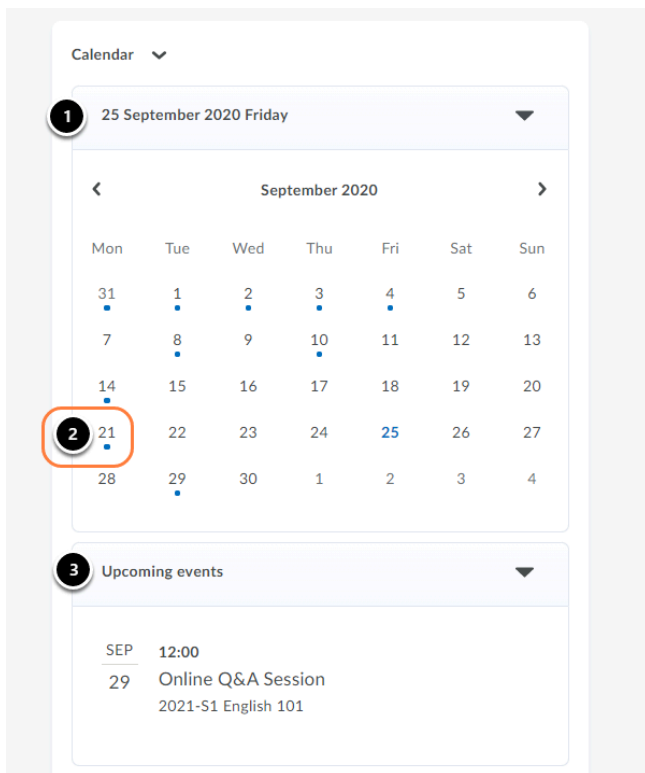 Calendar
1 25 September 2020 Friday
September 2020
Mon Tue Wed Thu Fri Sat Sun
31 1 2 3 4 5 6
7 8 9 10 11 12 13
14 15 16 17 18 19 20
2 21 22 23 24 25 26 27
28 29 30 1 2 3 4
3 Upcoming events
SEP 12:00
29 Online Q&A Session
2021-S1 English 101